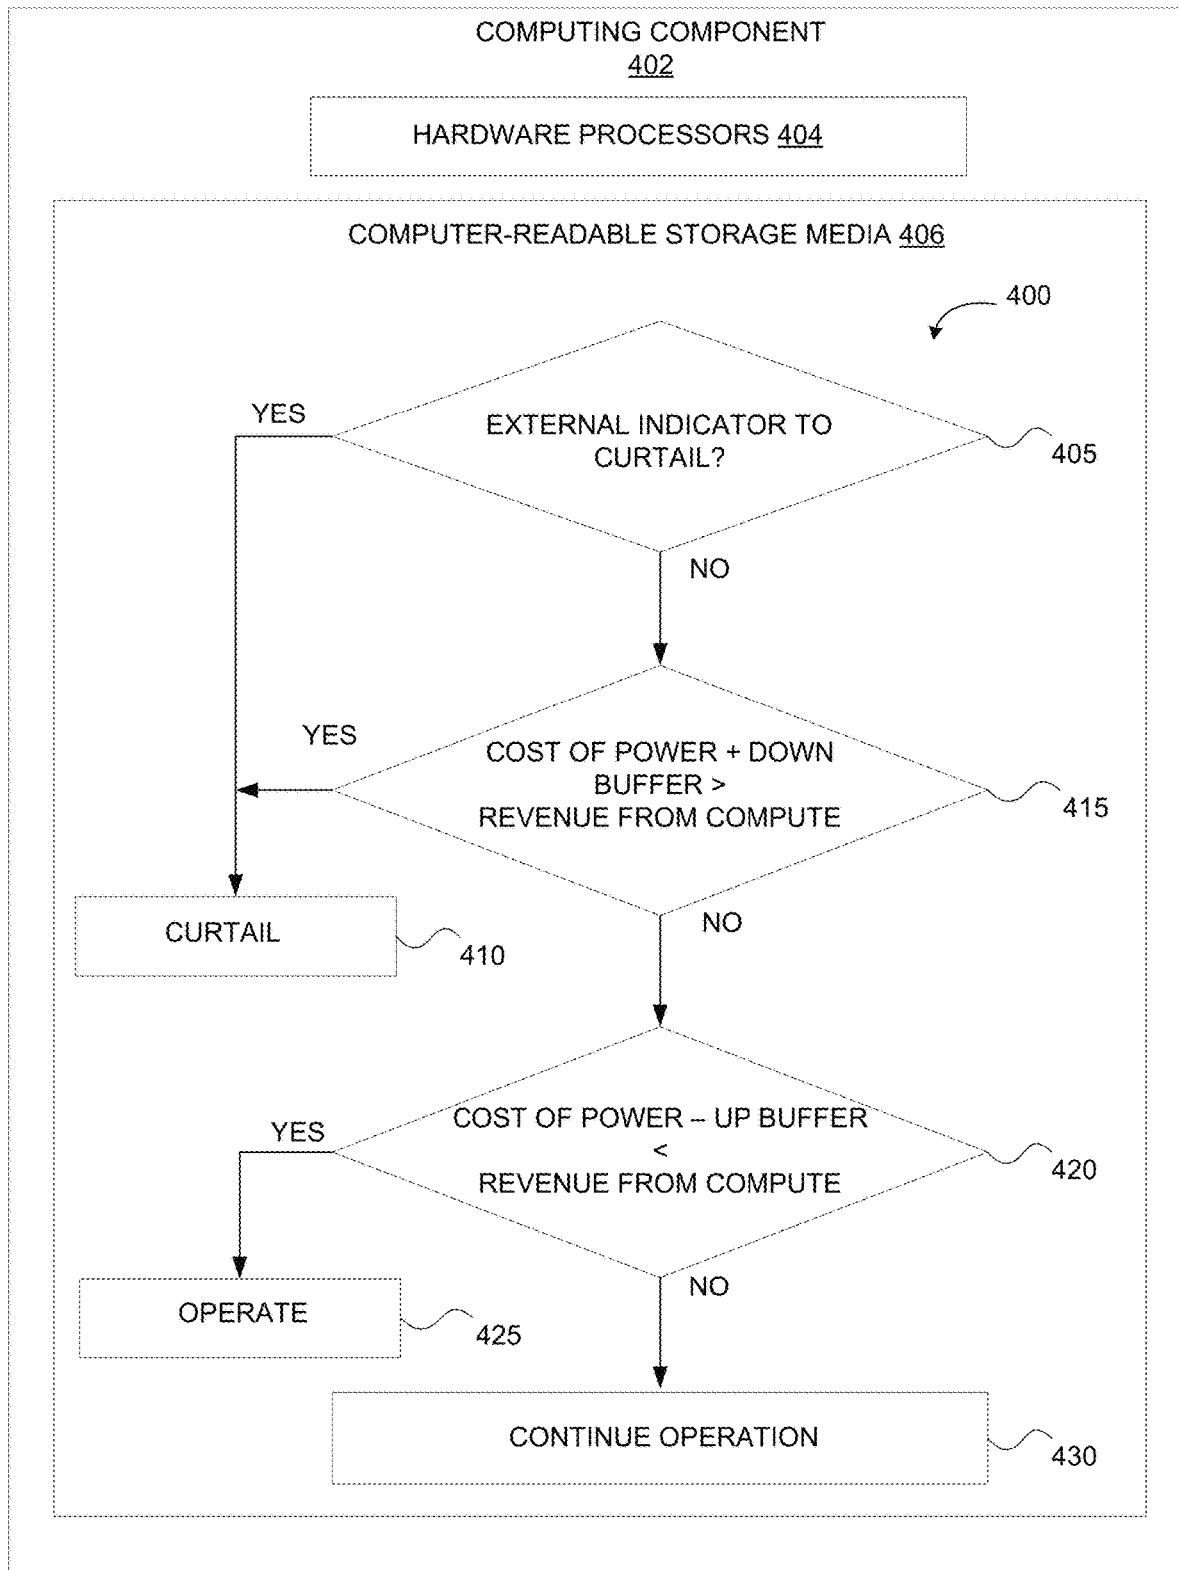 COMPUTING COMPONENT
402
HARDWARE PROCESSORS 404
COMPUTER-READABLE STORAGE MEDIA 406
400
YES
EXTERNAL INDICATOR TO
CURTAIL?
405
NO
YES
COST OF POWER + DOWN
BUFFER >
REVENUE FROM COMPUTE
415
NO
CURTAIL
410
YES
COST OF POWER – UP BUFFER
<
REVENUE FROM COMPUTE
420
NO
OPERATE
425
CONTINUE OPERATION
430